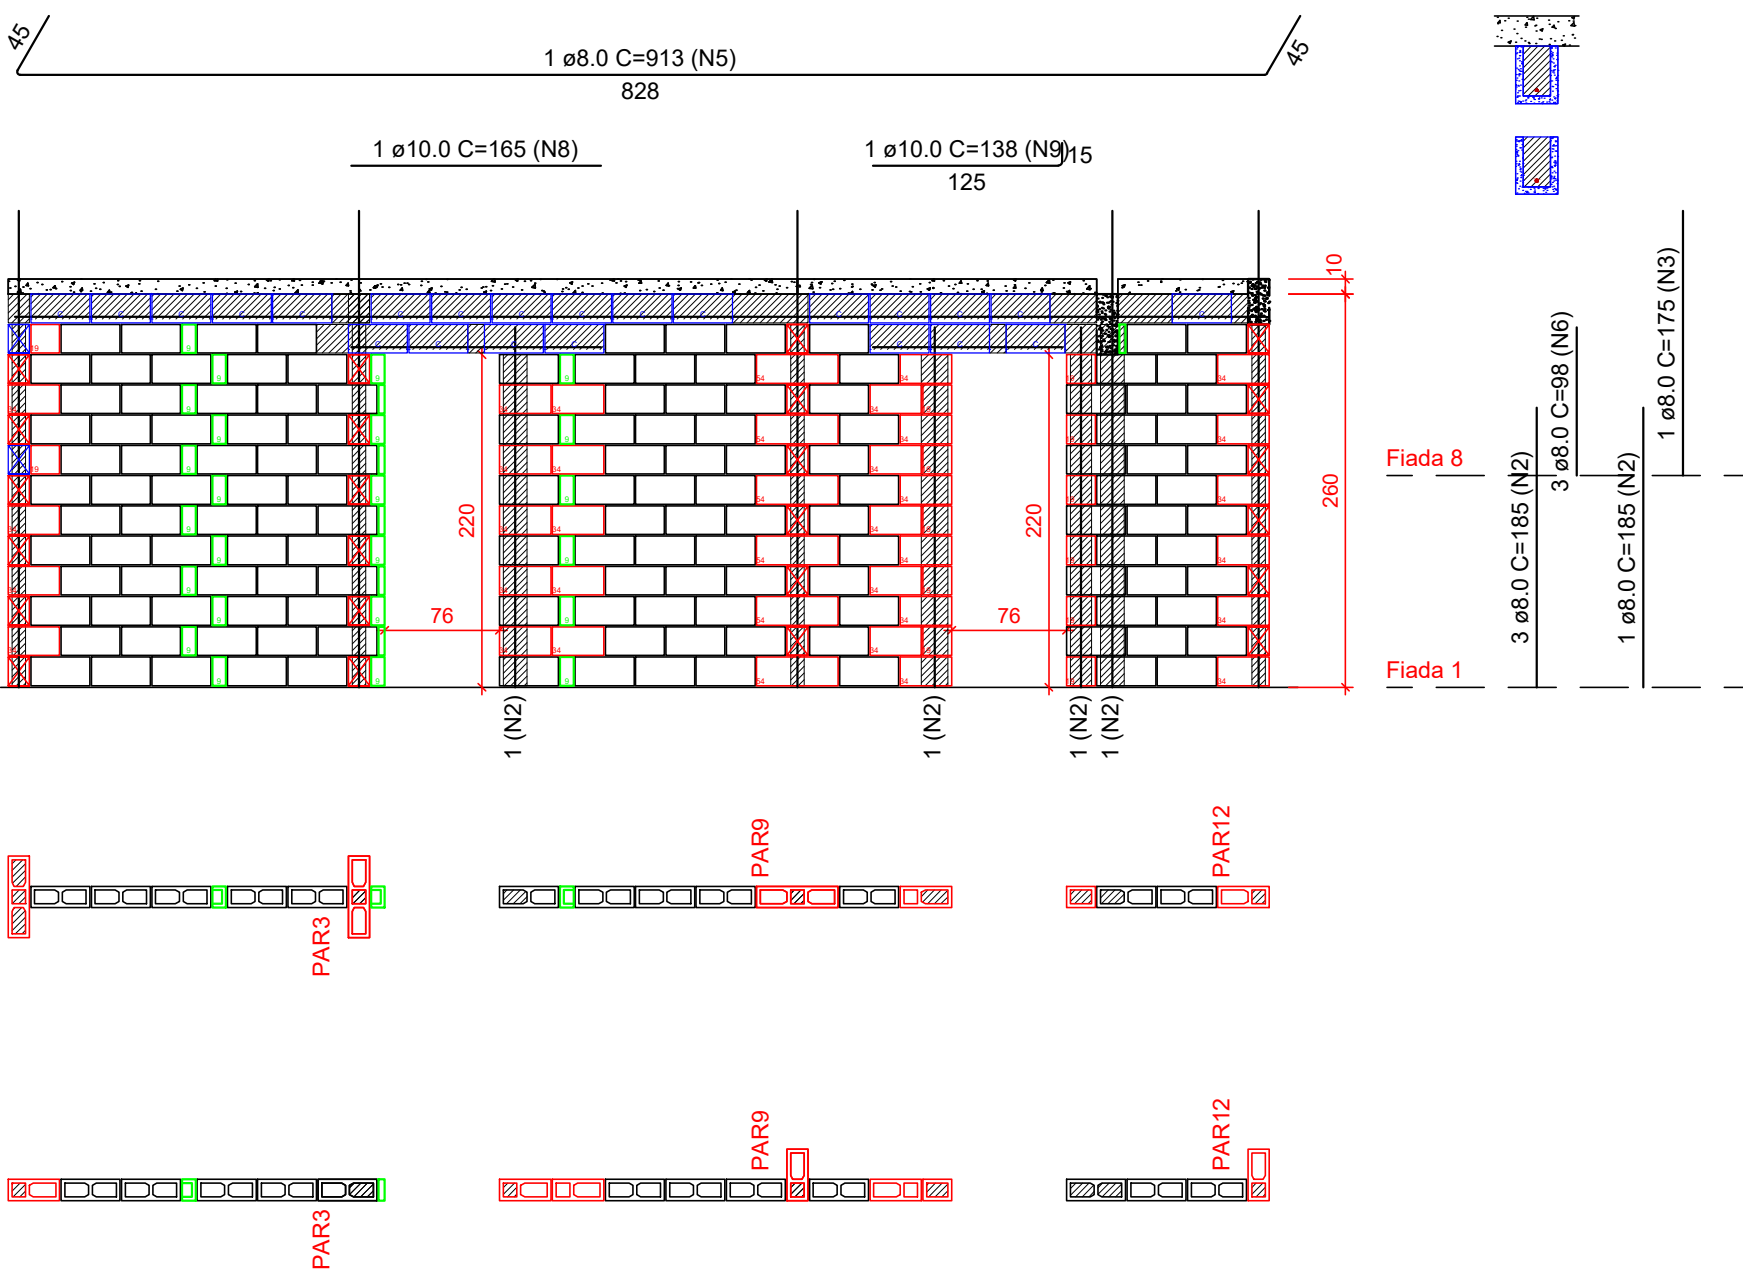 45
1 ø8.0 C=913 (N5)
45
828
1 ø10.0 C=165 (N8)
1 ø10.0 C=138 (N9)
15
125
10
260
220
220
76
76
Fiada 8
Fiada 1
3 ø8.0 C=185 (N2)
3 ø8.0 C=98 (N6)
1 ø8.0 C=185 (N2)
1 ø8.0 C=175 (N3)
1 (N2)
1 (N2)
1 (N2)
1 (N2)
PAR3
PAR9
PAR12
PAR3
PAR9
PAR12